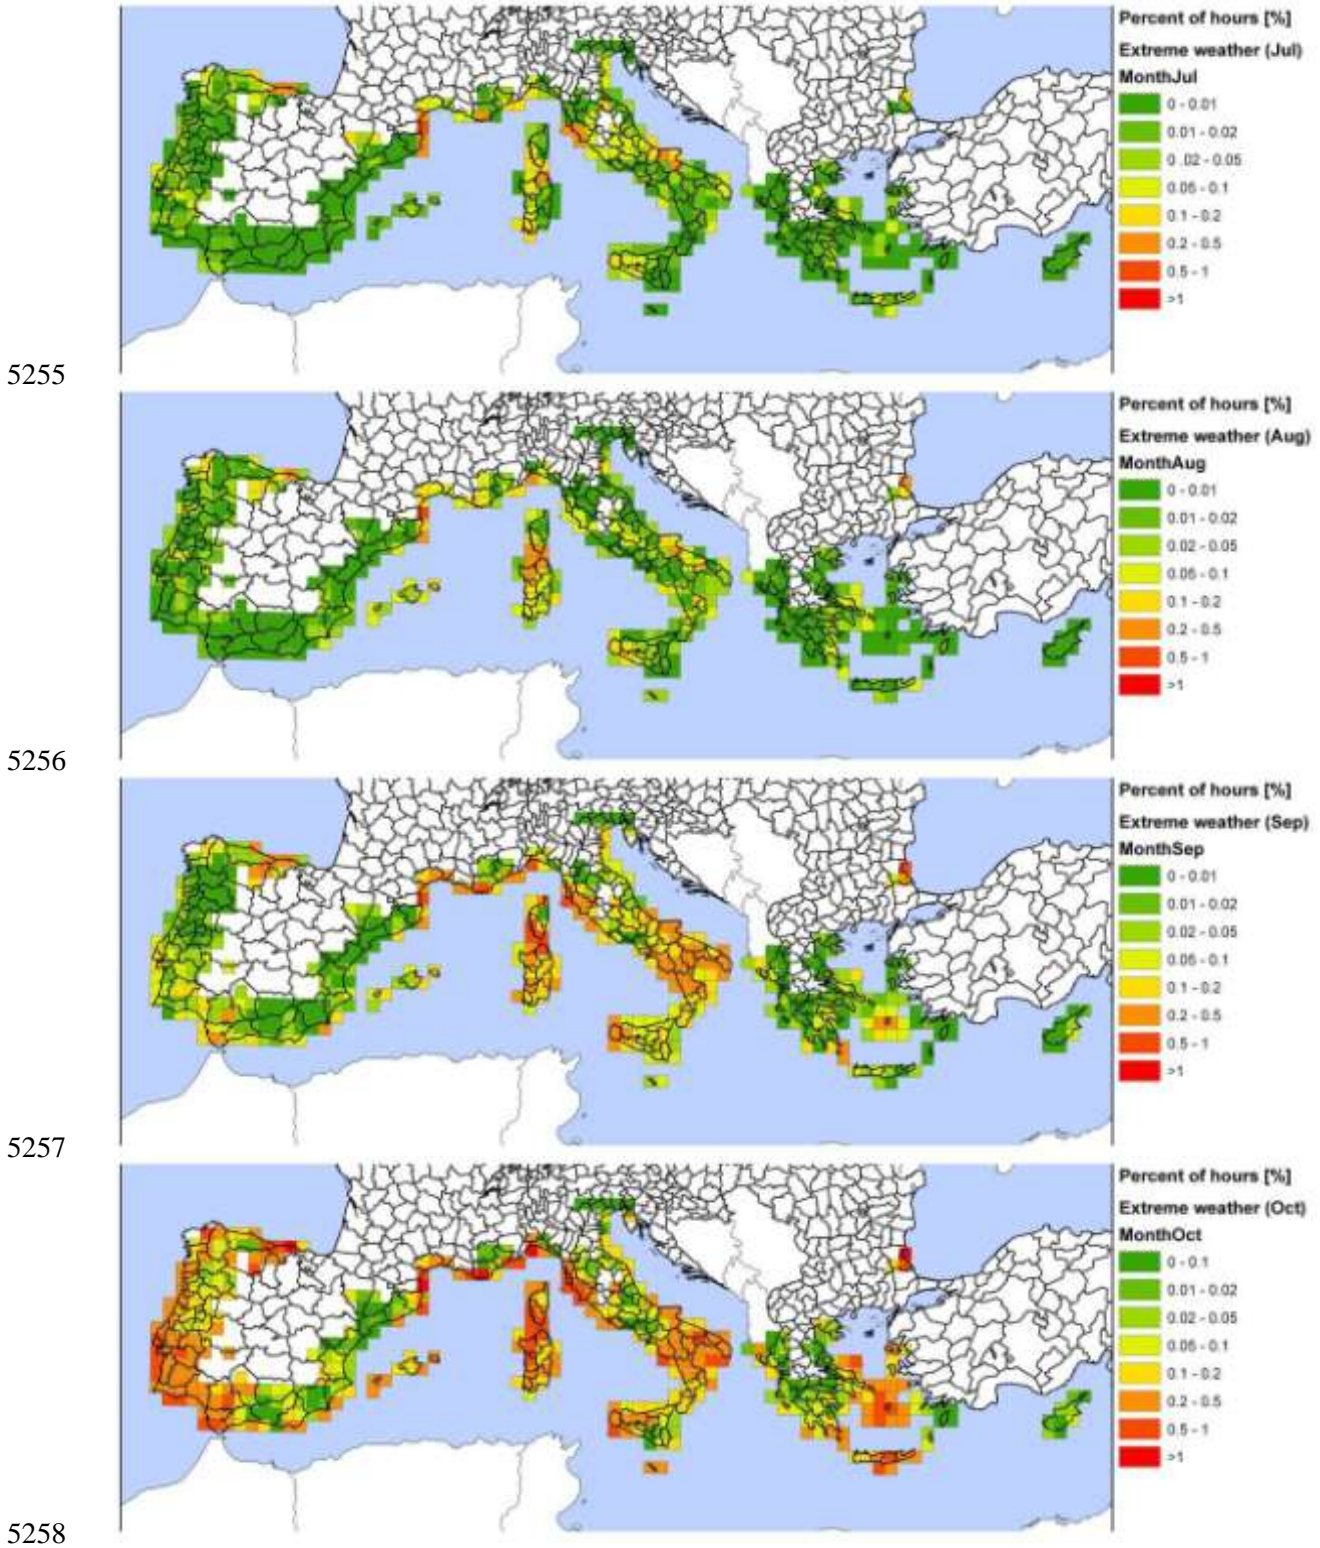 Percent of hours [%]
Extreme weather (Jul)
MonthJul
0 - 0.01
0.01 - 0.02
0 .02 - 0.05
0.05 - 0.1
0.1 - 0.2
0.2 - 0.5
0.5 - 1
>1
5255
Percent of hours [%]
Extreme weather (Aug)
MonthAug
0 - 0.01
0.01 - 0.02
0.02 - 0.05
0.05 - 0.1
0.1 - 0.2
0.2 - 0.5
0.5 - 1
>1
5256
Percent of hours [%]
Extreme weather (Sep)
MonthSep
0 - 0.01
0.01 - 0.02
0.02 - 0.05
0.05 - 0.1
0.1 - 0.2
0.2 - 0.5
0.5 - 1
>1
5257
Percent of hours [%]
Extreme weather (Oct)
MonthOct
0 - 0.1
0.01 - 0.02
0.02 - 0.05
0.05 - 0.1
0.1 - 0.2
0.2 - 0.5
0.5 - 1
>1
5258